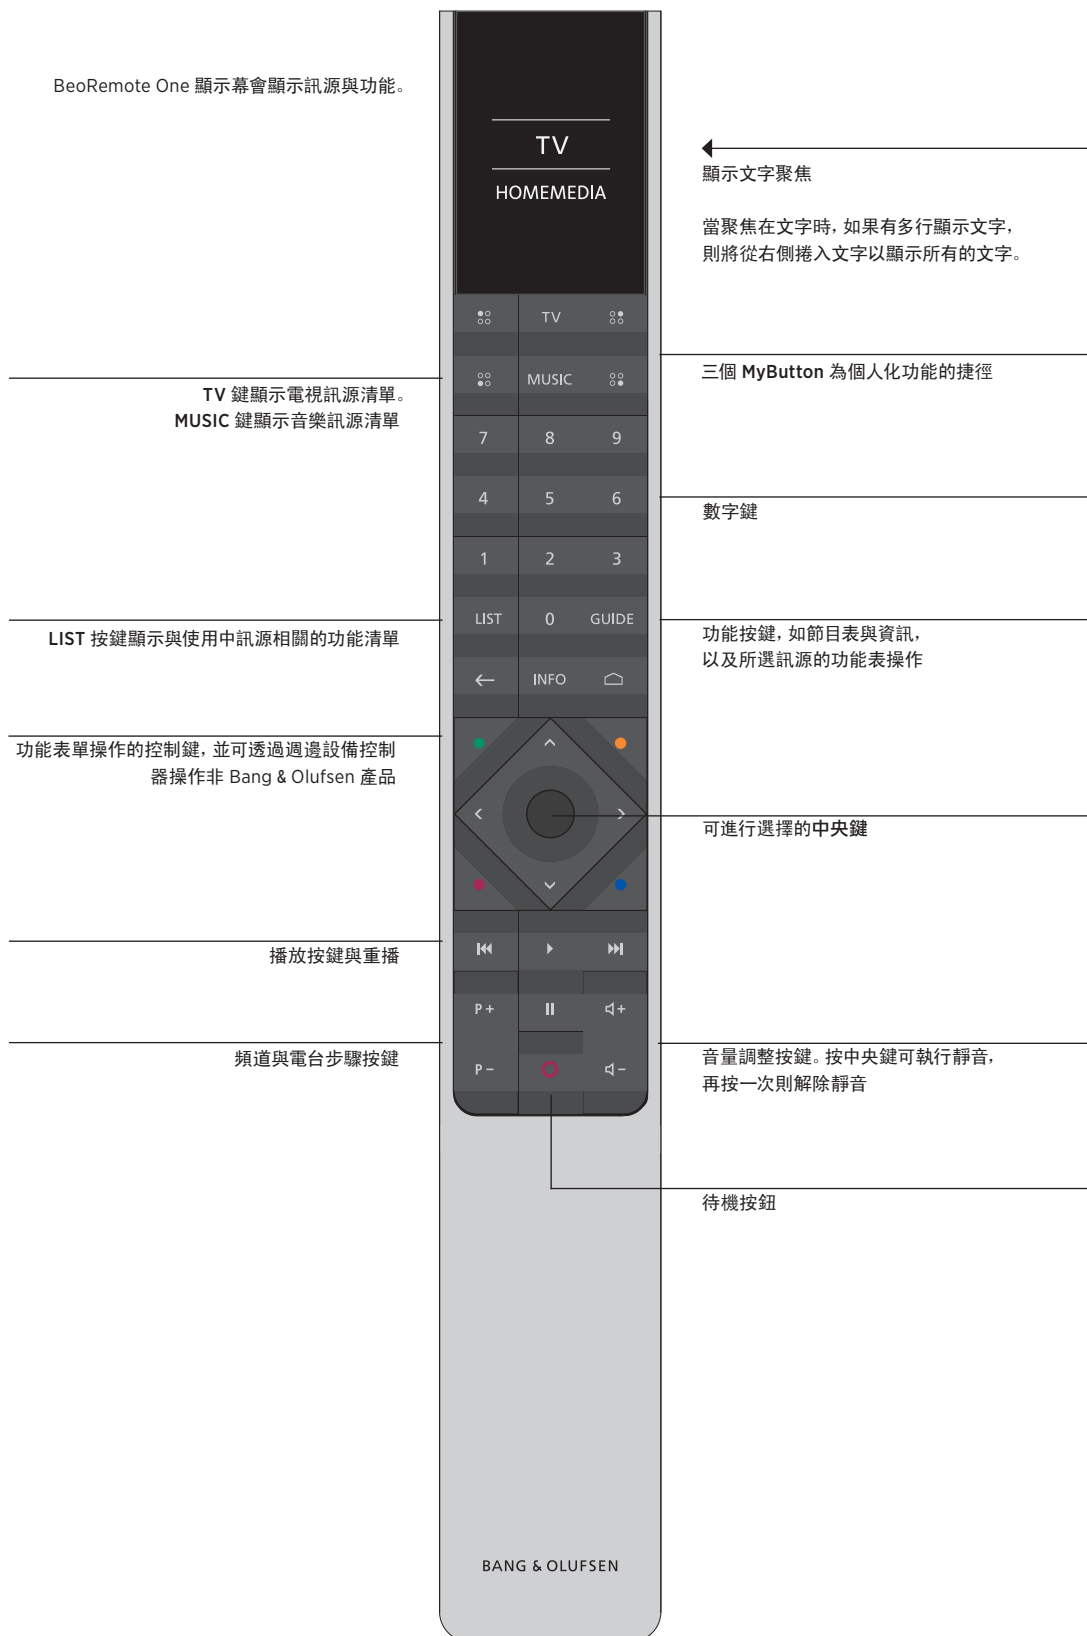 BeoRemote One 顯示幕會顯示訊源與功能。
TV
HOMEMEDIA
顯示文字聚焦
當聚焦在文字時, 如果有多行顯示文字,
則將從右側捲入文字以顯示所有的文字。
TV
MUSIC
三個 MyButton 為個人化功能的捷徑
TV 鍵顯示電視訊源清單。
MUSIC 鍵顯示音樂訊源清單
7 8 9
4 5 6
數字鍵
1 2 3
LIST 0 GUIDE
LIST 按鍵顯示與使用中訊源相關的功能清單
功能按鍵, 如節目表與資訊,
以及所選訊源的功能表操作
INFO
功能表單操作的控制鍵, 並可透過週邊設備控制
器操作非 Bang & Olufsen 產品
可進行選擇的中央鍵
播放按鍵與重播
P+ +
頻道與電台步驟按鍵
音量調整按鍵。按中央鍵可執行靜音,
再按一次則解除靜音
P− −
待機按鈕
BANG & OLUFSEN